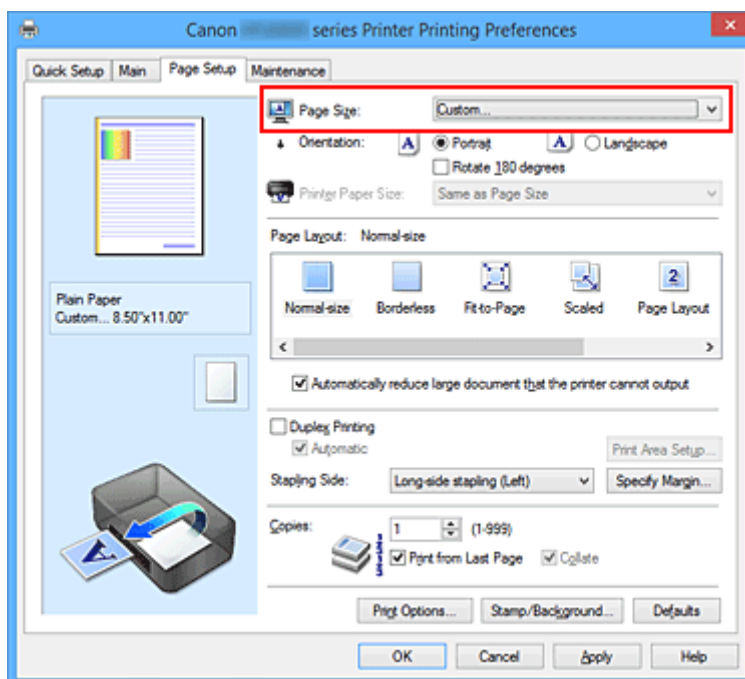 Canon series Printer Printing Preferences
Quick Setup Main Page Setup Maintenance
Page Size: Custom...
Orientation: A Portrait A Landscape
Rotate 180 degrees
Printer Paper Size: Same as Page Size
Page Layout: Normal-size
2
Normal-size Borderless Fit-to-Page Scaled Page Layout
Plain Paper
Custom... 8.50"x11.00"
Automatically reduce large document that the printer cannot output
Duplex Printing
Automatic Print Area Setup...
Stapling Side: Long-side stapling (Left) Specify Margin...
Copies: 1 (1-999)
Print from Last Page Collate
A
Print Options... Stamp/Background... Defaults
OK Cancel Apply Help